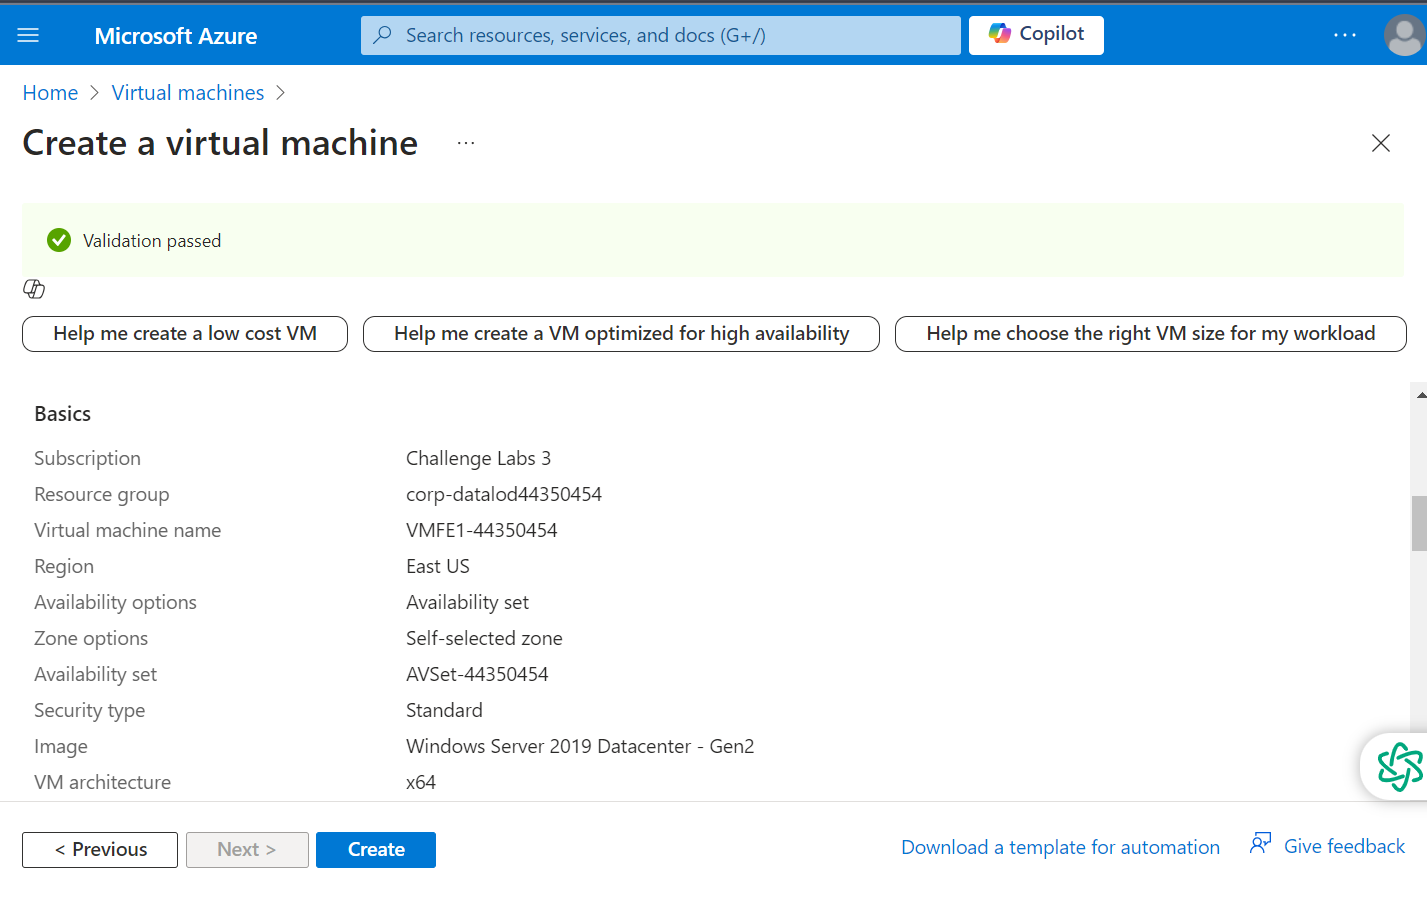 Microsoft Azure
Search resources, services, and docs (G+/)
Copilot
Home > Virtual machines >
Create a virtual machine ...
Validation passed
Help me create a low cost VM
Help me create a VM optimized for high availability
Help me choose the right VM size for my workload
Basics
Subscription Challenge Labs 3
Resource group corp-datalod44350454
Virtual machine name VMFE1-44350454
Region East US
Availability options Availability set
Zone options Self-selected zone
Availability set AVSet-44350454
Security type Standard
Image Windows Server 2019 Datacenter - Gen2
VM architecture x64
< Previous
Next >
Create
Download a template for automation
Give feedback